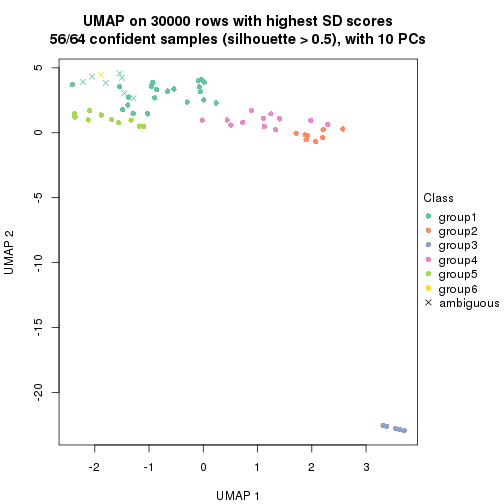 UMAP on 30000 rows with highest SD scores
56/64 confident samples (silhouette > 0.5), with 10 PCs
5
0
-5
-10
-15
-20
UMAP 2
-2
-1
0
1
2
3
UMAP 1
Class
group1
group2
group3
group4
group5
group6
ambiguous